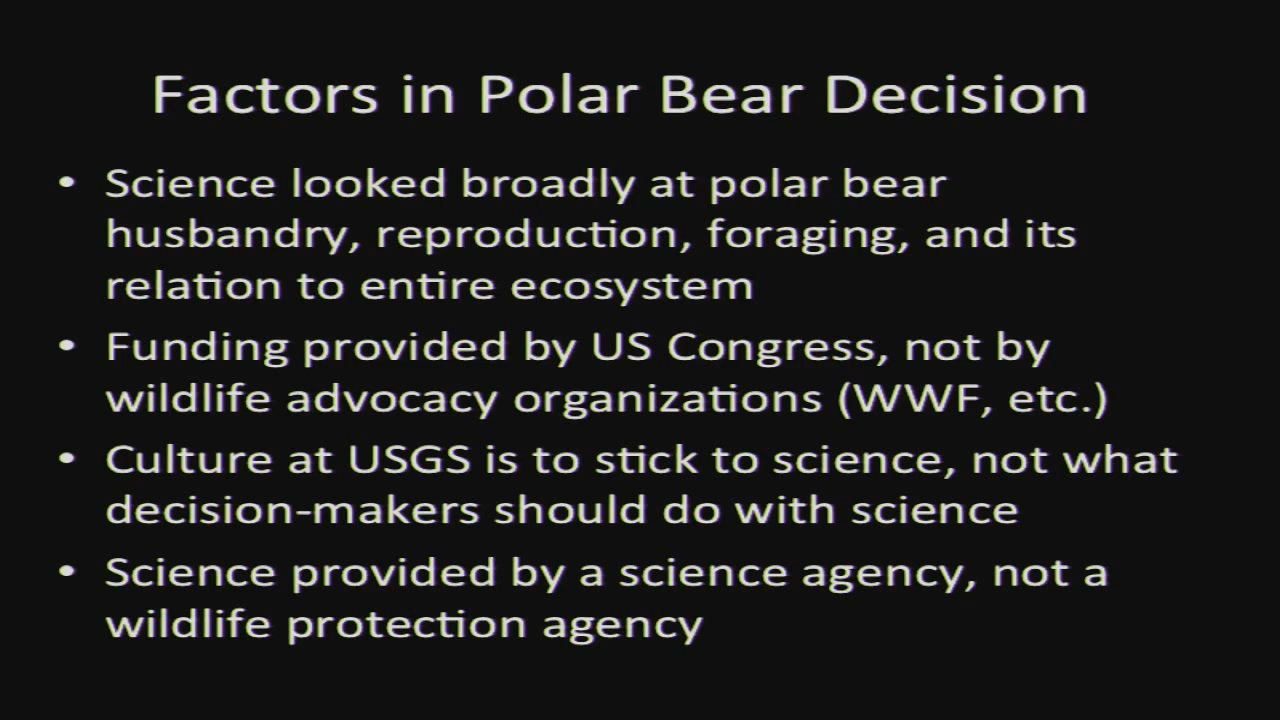 Factors in Polar Bear Decision
• Science looked broadly at polar bear
husbandry, reproduction, foraging, and its
relation to entire ecosystem
• Funding provided by US Congress, not by
wildlife advocacy organizations (WWF, etc.)
• Culture at USGS is to stick to science, not what
decision-makers should do with science
• Science provided by a science agency, not a
wildlife protection agency